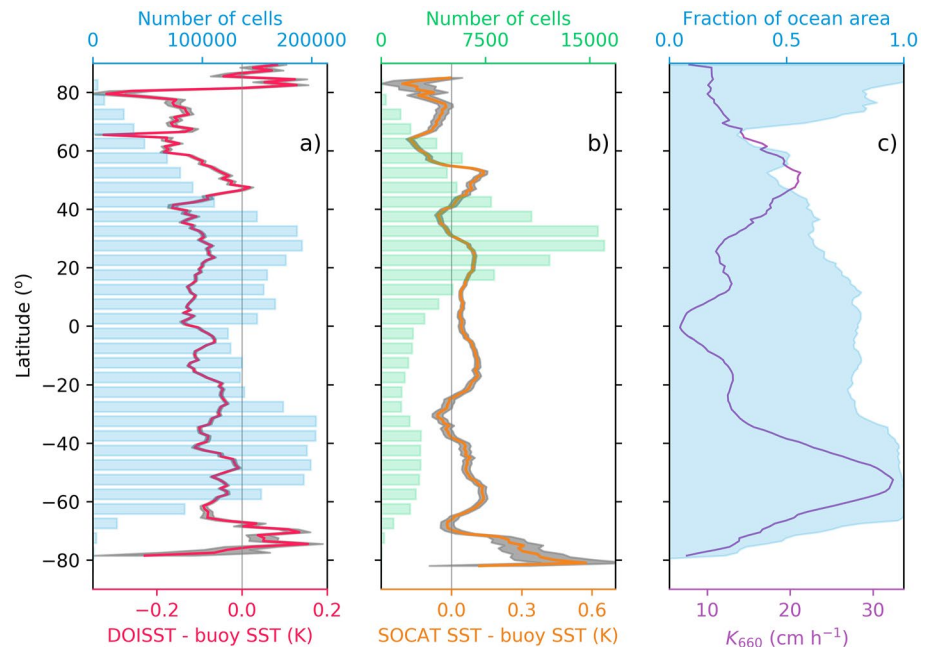 Number of cells
Number of cells
Fraction of ocean area
0 100000 200000
0 7500 15000
0.0 0.5 1.0
a)
b)
c)
Latitude (⁰)
80
60
40
20
0
−20
−40
−60
−80
−0.2 0.0 0.2
0.0 0.3 0.6
10 20 30
DOISST - buoy SST (K)
SOCAT SST - buoy SST (K)
K₆₆₀ (cm h⁻¹)